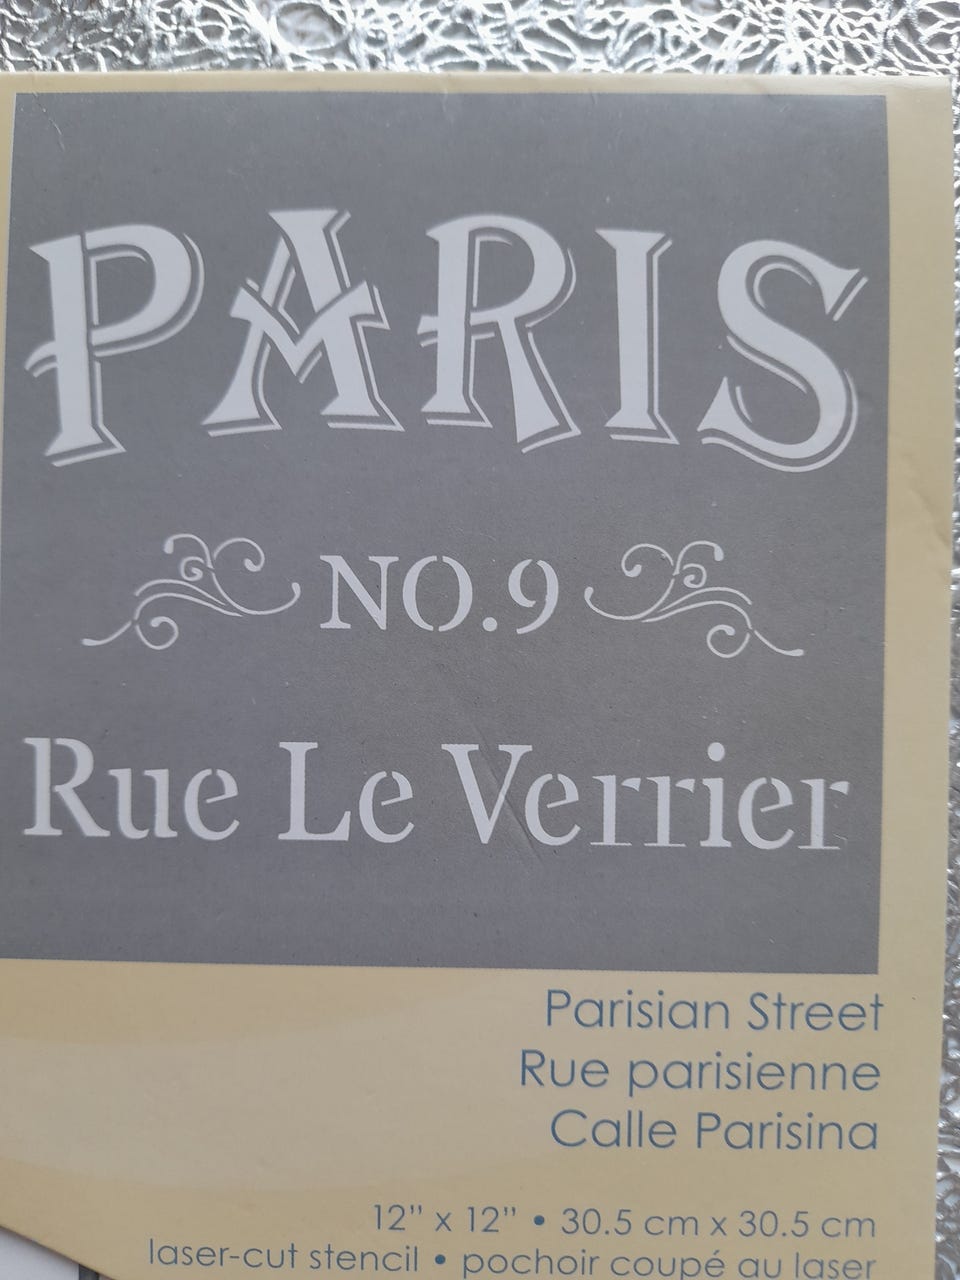 PARIS
NO.9
Rue Le Verrier
Parisian Street
Rue parisienne
Calle Parisina
12" x 12" • 30.5 cm x 30.5 cm
laser-cut stencil • pochoir coupé au laser